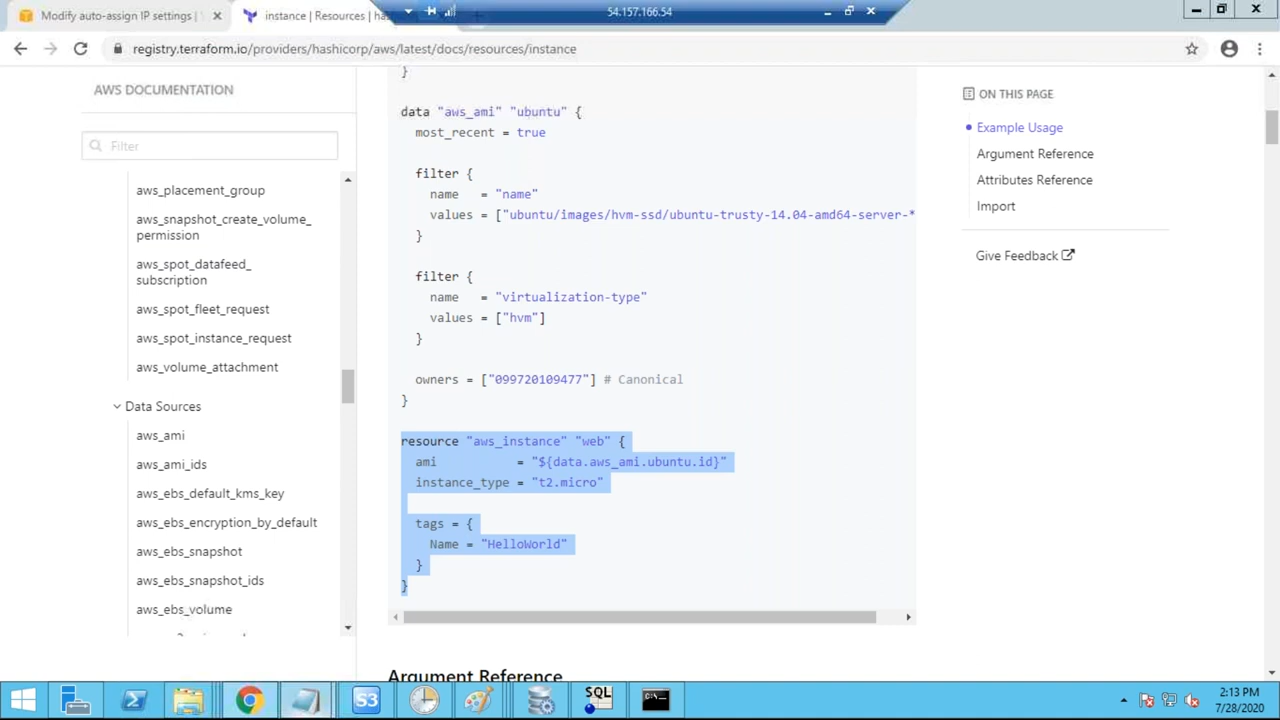 Modify auto-assign IP settings |
instance | Resources | has
54.157.166.54
registry.terraform.io/providers/hashicorp/aws/latest/docs/resources/instance
AWS DOCUMENTATION
Filter
aws_placement_group
aws_snapshot_create_volume_
permission
aws_spot_datafeed_
subscription
aws_spot_fleet_request
aws_spot_instance_request
aws_volume_attachment
Data Sources
aws_ami
aws_ami_ids
aws_ebs_default_kms_key
aws_ebs_encryption_by_default
aws_ebs_snapshot
aws_ebs_snapshot_ids
aws_ebs_volume
}
data "aws_ami" "ubuntu" {
most_recent = true
filter {
name = "name"
values = ["ubuntu/images/hvm-ssd/ubuntu-trusty-14.04-amd64-server-*
}
filter {
name = "virtualization-type"
values = ["hvm"]
}
owners = ["099720109477"] # Canonical
}
resource "aws_instance" "web" {
ami = "${data.aws_ami.ubuntu.id}"
instance_type = "t2.micro"
tags = {
Name = "HelloWorld"
}
}
Argument Reference
ON THIS PAGE
Example Usage
Argument Reference
Attributes Reference
Import
Give Feedback
S3
SQL
2:13 PM
7/28/2020